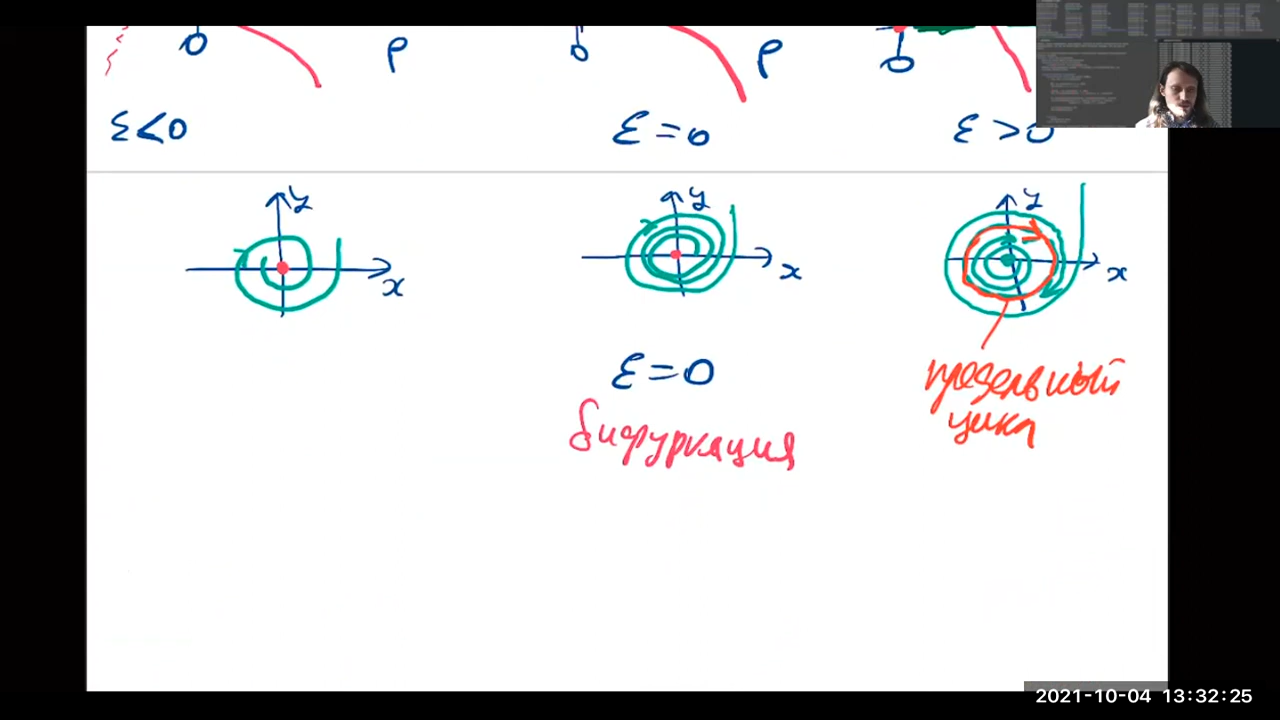 0 ρ 0 ρ 0
ε<0 ε=0 ε>0
y y y
x x x
ε=0
бифуркация
предельный
цикл
2021-10-04 13:32:25